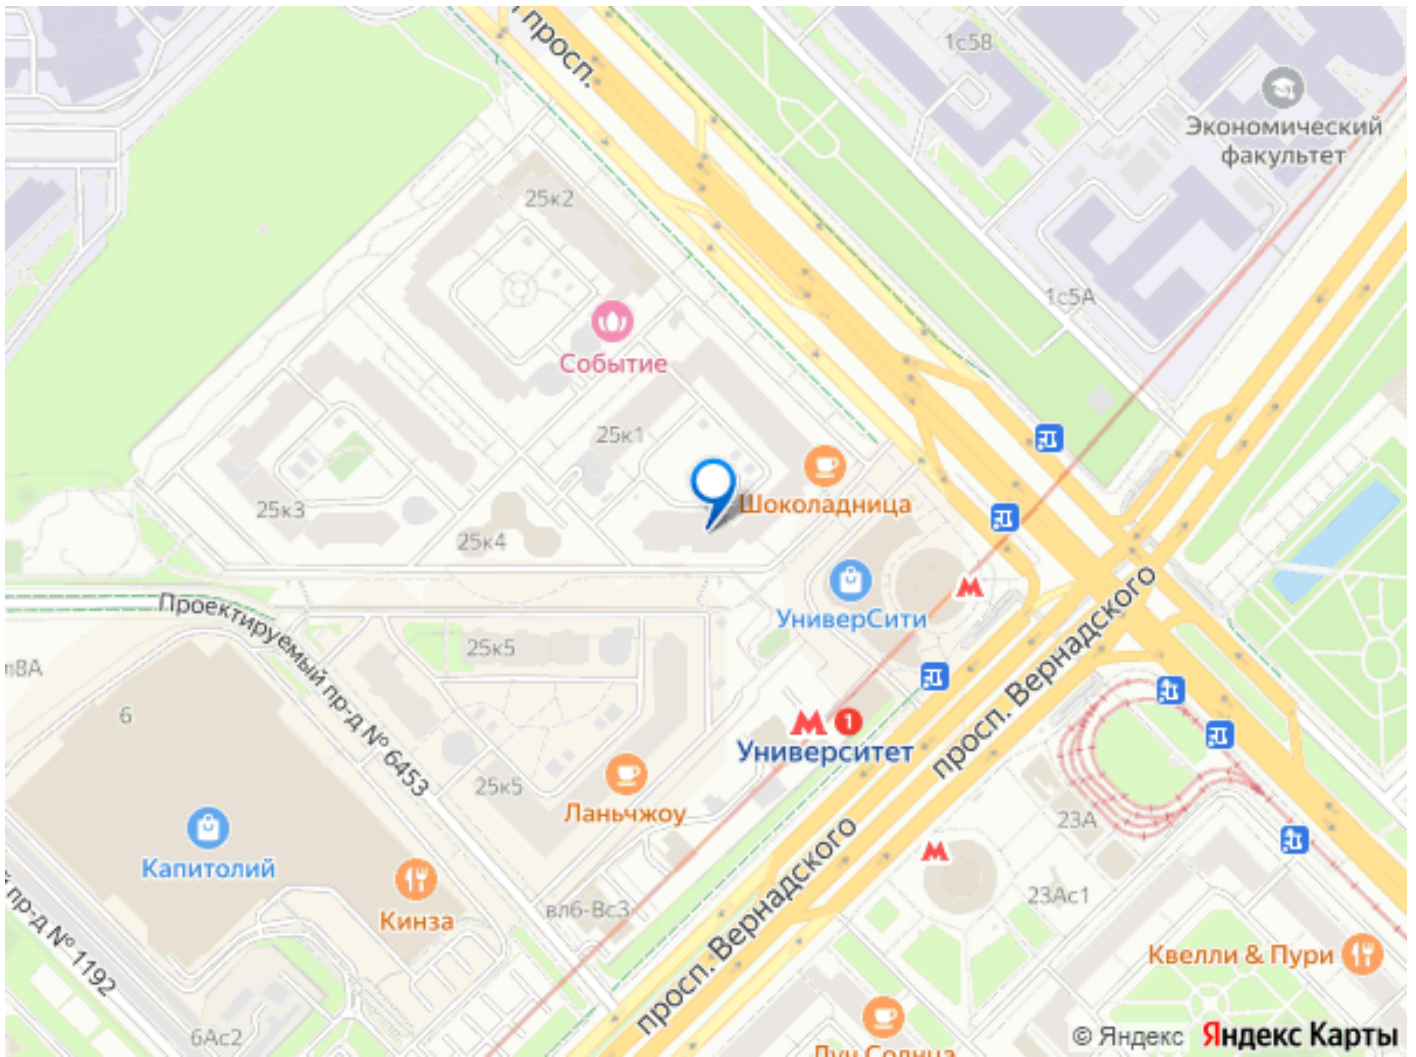 просп.
1с58
Экономический
факультет
25к2
1с5А
Событие
25к1
Шоколадница
25к3
25к4
УниверСити
Проектируемый пр-д № 6453
25к5
6
просп. Вернадского
М 1
Университет
25к5
Ланьчжоу
Капитолий
23А
просп. Вернадского
Кинза
вл6-Вс3
23Ас1
пр-д № 1192
Квелли & Пури
6Ас2
© Яндекс Яндекс Карты